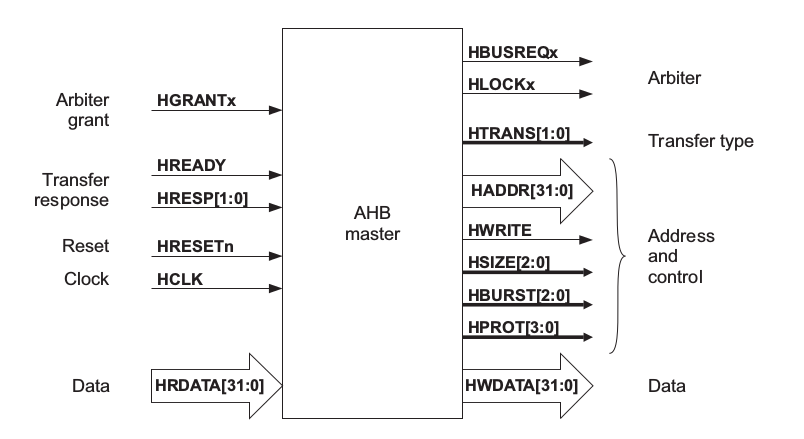 HBUSREQx
Arbiter
HLOCKx
Arbiter
grant
HGRANTx
HTRANS[1:0]
Transfer type
Transfer
response
HREADY
HRESP[1:0]
HADDR[31:0]
AHB
master
HWRITE
Address
and
control
Reset
HRESETn
HSIZE[2:0]
Clock
HCLK
HBURST[2:0]
HPROT[3:0]
Data
HRDATA[31:0]
HWDATA[31:0]
Data